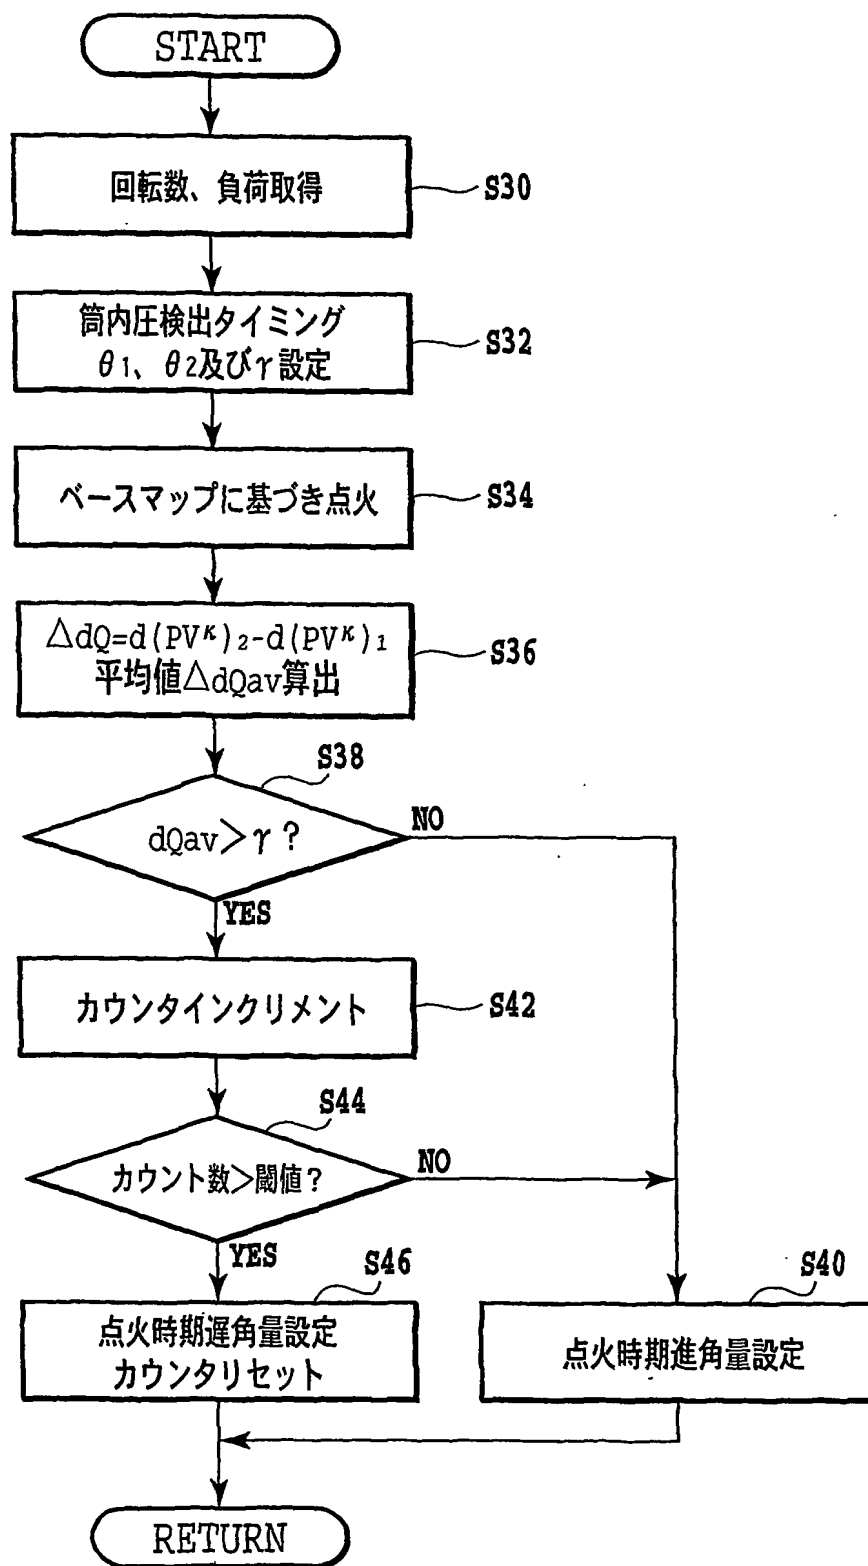 START
回転数、負荷取得
S30
筒内圧検出タイミング
θ1、θ2及びγ設定
S32
ベースマップに基づき点火
S34
△dQ=d(PVᴷ)₂-d(PVᴷ)₁
平均値△dQav算出
S36
S38
dQav>γ?
NO
YES
カウンタインクリメント
S42
S44
カウント数>閾値?
NO
YES
S46
点火時期遅角量設定
カウンタリセット
S40
点火時期進角量設定
RETURN